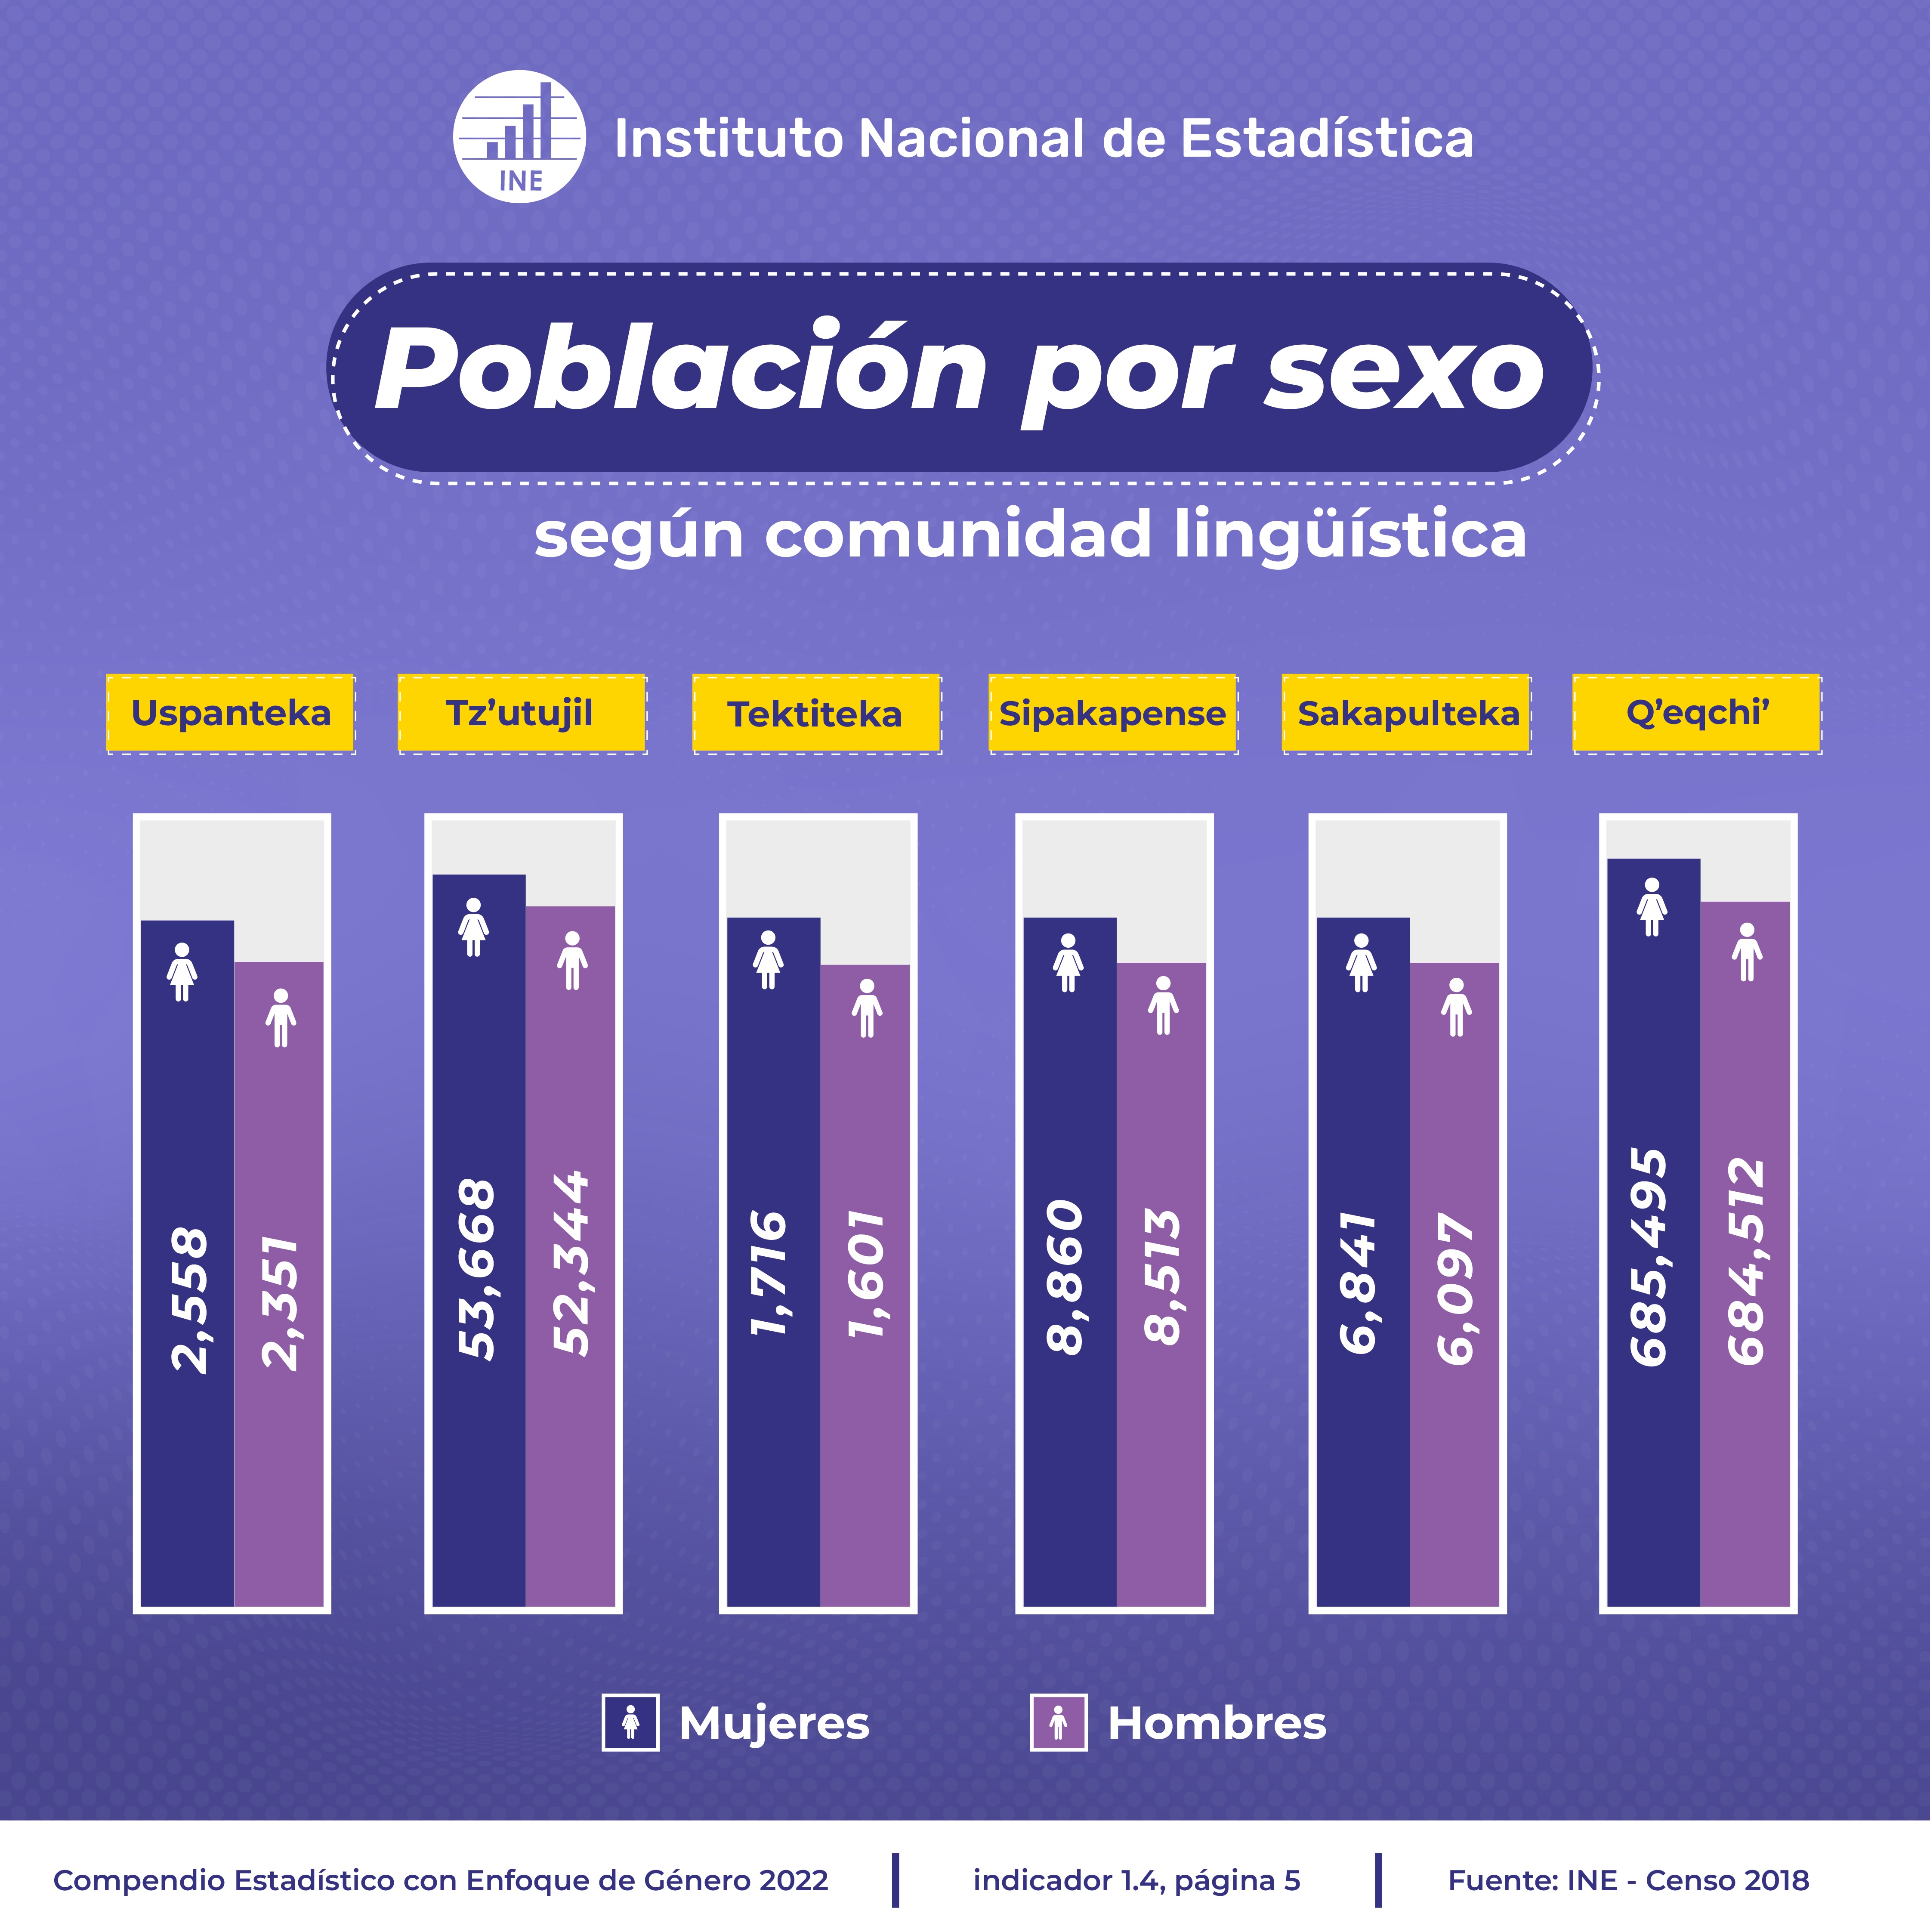 INE
Instituto Nacional de Estadística
Población por sexo
según comunidad lingüística
Uspanteka
Tz’utujil
Tektiteka
Sipakapense
Sakapulteka
Q’eqchi’
2,558
2,351
53,668
52,344
1,716
1,601
8,860
8,513
6,841
6,097
685,495
684,512
Mujeres
Hombres
Compendio Estadístico con Enfoque de Género 2022
indicador 1.4, página 5
Fuente: INE - Censo 2018